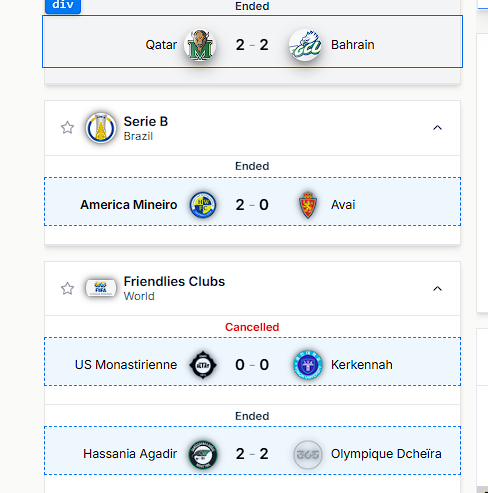 div
Ended
Qatar 2 - 2 Bahrain
Serie B
Brazil
Ended
America Mineiro 2 - 0 Avai
Friendlies Clubs
World
Cancelled
US Monastirienne 0 - 0 Kerkennah
Ended
Hassania Agadir 2 - 2 365 Olympique Dcheïra